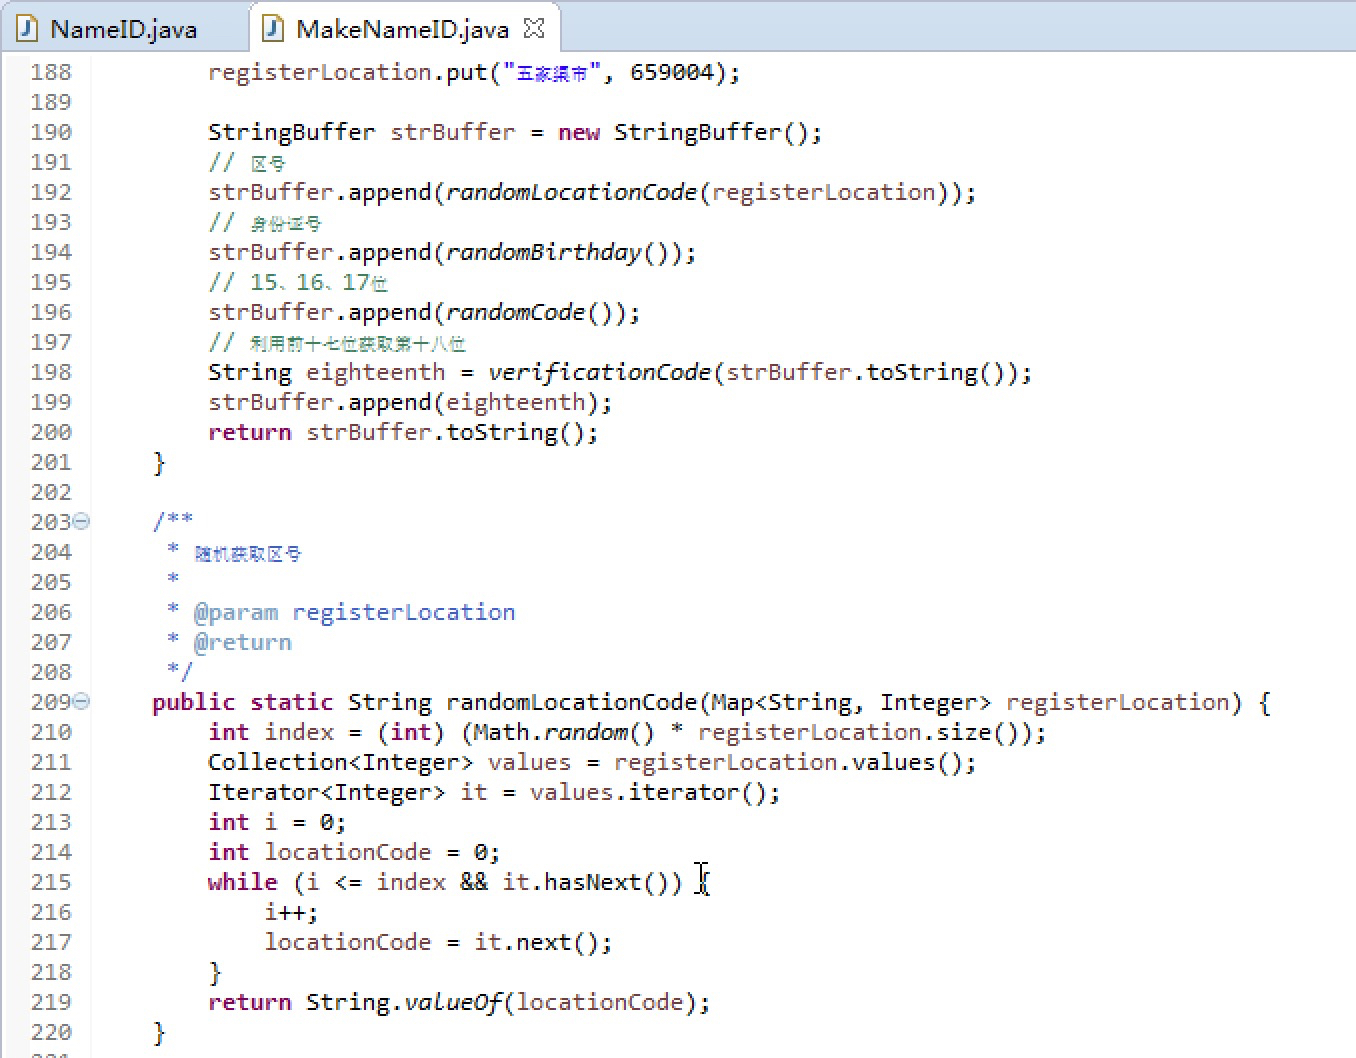 NameID.java MakeNameID.java
188 registerLocation.put("五家渠市", 659004);
189
190 StringBuffer strBuffer = new StringBuffer();
191 // 区号
192 strBuffer.append(randomLocationCode(registerLocation));
193 // 身份证号
194 strBuffer.append(randomBirthday());
195 // 15、16、17位
196 strBuffer.append(randomCode());
197 // 利用前十七位获取第十八位
198 String eighteenth = verificationCode(strBuffer.toString());
199 strBuffer.append(eighteenth);
200 return strBuffer.toString();
201 }
202
203 /**
204 * 随机获取区号
205 *
206 * @param registerLocation
207 * @return
208 */
209 public static String randomLocationCode(Map<String, Integer> registerLocation) {
210 int index = (int) (Math.random() * registerLocation.size());
211 Collection<Integer> values = registerLocation.values();
212 Iterator<Integer> it = values.iterator();
213 int i = 0;
214 int locationCode = 0;
215 while (i <= index && it.hasNext()) {
216 i++;
217 locationCode = it.next();
218 }
219 return String.valueOf(locationCode);
220 }